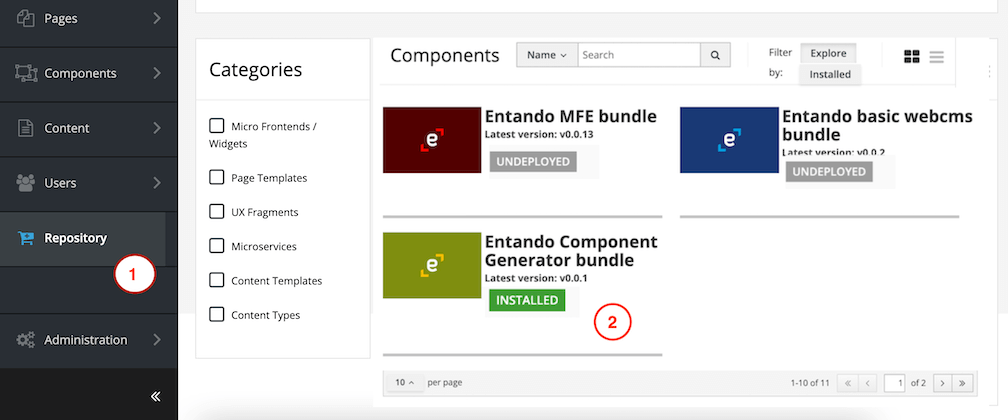 Pages
Components
Content
Users
Repository
1
Administration
«
Categories
Micro Frontends /
Widgets
Page Templates
UX Fragments
Microservices
Content Templates
Content Types
Components
Name
Search
Filter
by:
Explore
Installed
e
Entando MFE bundle
Latest version: v0.0.13
UNDEPLOYED
e
Entando basic webcms
bundle
Latest version: v0.0.2
UNDEPLOYED
e
Entando Component
Generator bundle
Latest version: v0.0.1
INSTALLED
2
10 per page
1-10 of 11 « < 1 of 2 > »